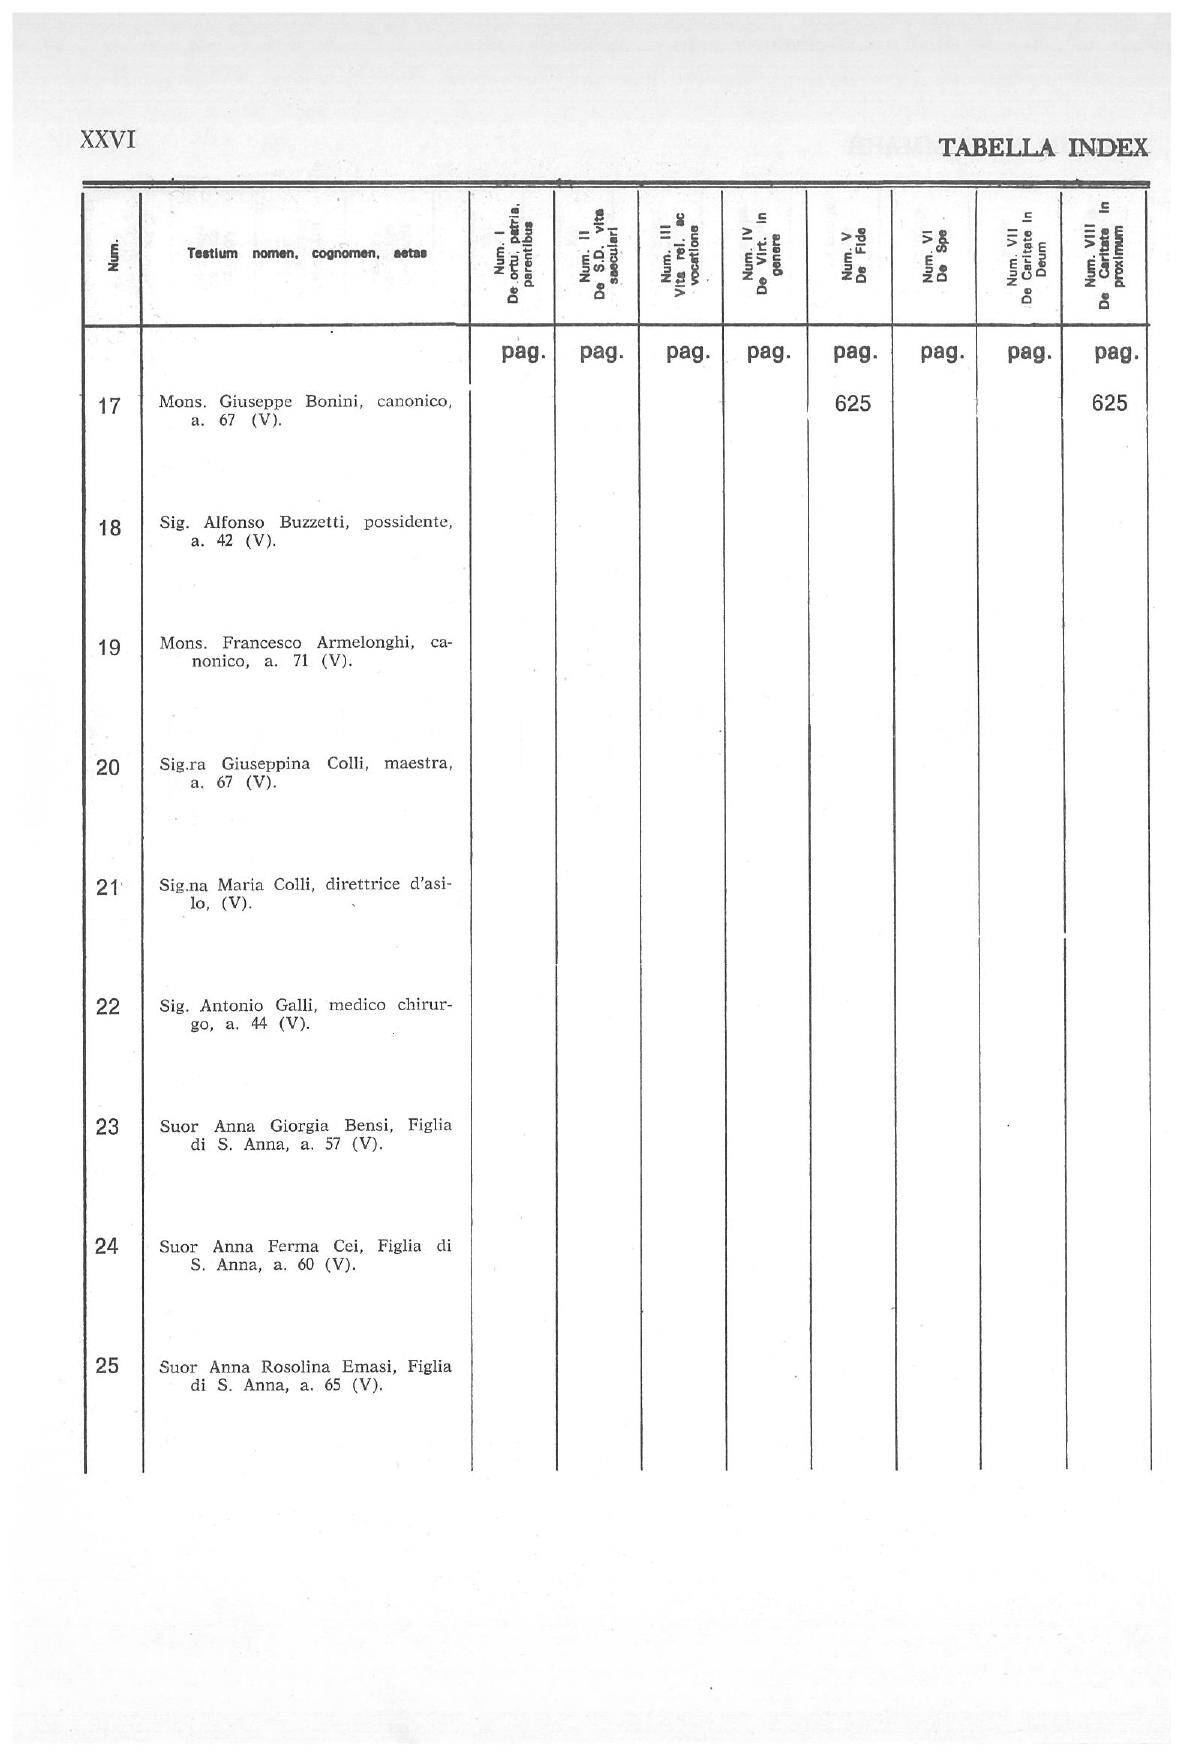 XXVI
TABELLA INDEX
Num.
Testium nomen, cognomen, aetas
Num. I
De ortu, patria,
parentibus
Num. II
De S.D. vita
saeculari
Num. III
Vita rel. ac
vocatione
Num. IV
De Virt. in
genere
Num. V
De Fide
Num. VI
De Spe
Num. VII
De Caritate in
Deum
Num. VIII
De Caritate in
proximum
pag. pag. pag. pag. pag. pag. pag. pag.
17 Mons. Giuseppe Bonini, canonico, 625 625
a. 67 (V).
18 Sig. Alfonso Buzzetti, possidente,
a. 42 (V).
19 Mons. Francesco Armelonghi, ca-
nonico, a. 71 (V).
20 Sig.ra Giuseppina Colli, maestra,
a. 67 (V).
21 Sig.na Maria Colli, direttrice d'asi-
lo, (V).
22 Sig. Antonio Galli, medico chirur-
go, a. 44 (V).
23 Suor Anna Giorgia Bensi, Figlia
di S. Anna, a. 57 (V).
24 Suor Anna Ferma Cei, Figlia di
S. Anna, a. 60 (V).
25 Suor Anna Rosolina Emasi, Figlia
di S. Anna, a. 65 (V).